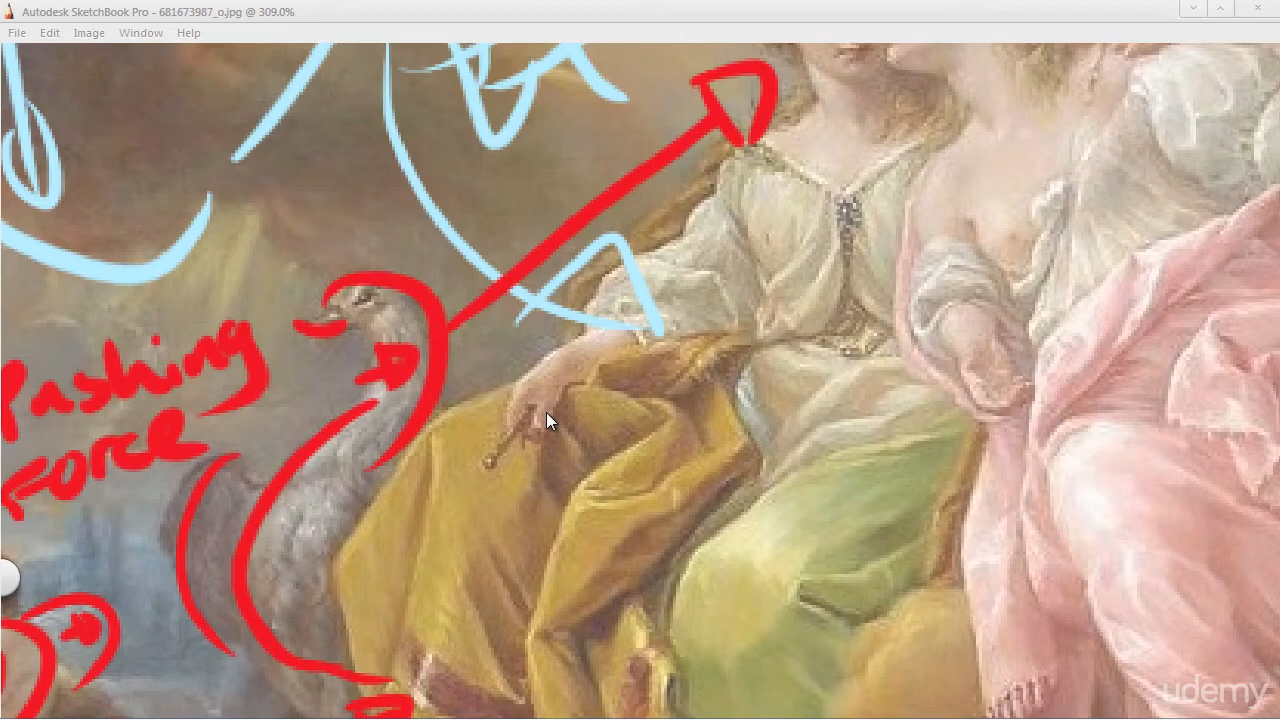 Autodesk SketchBook Pro - 681673987_o.jpg @ 309.0%
File Edit Image Window Help
Pushing
Force
udemy